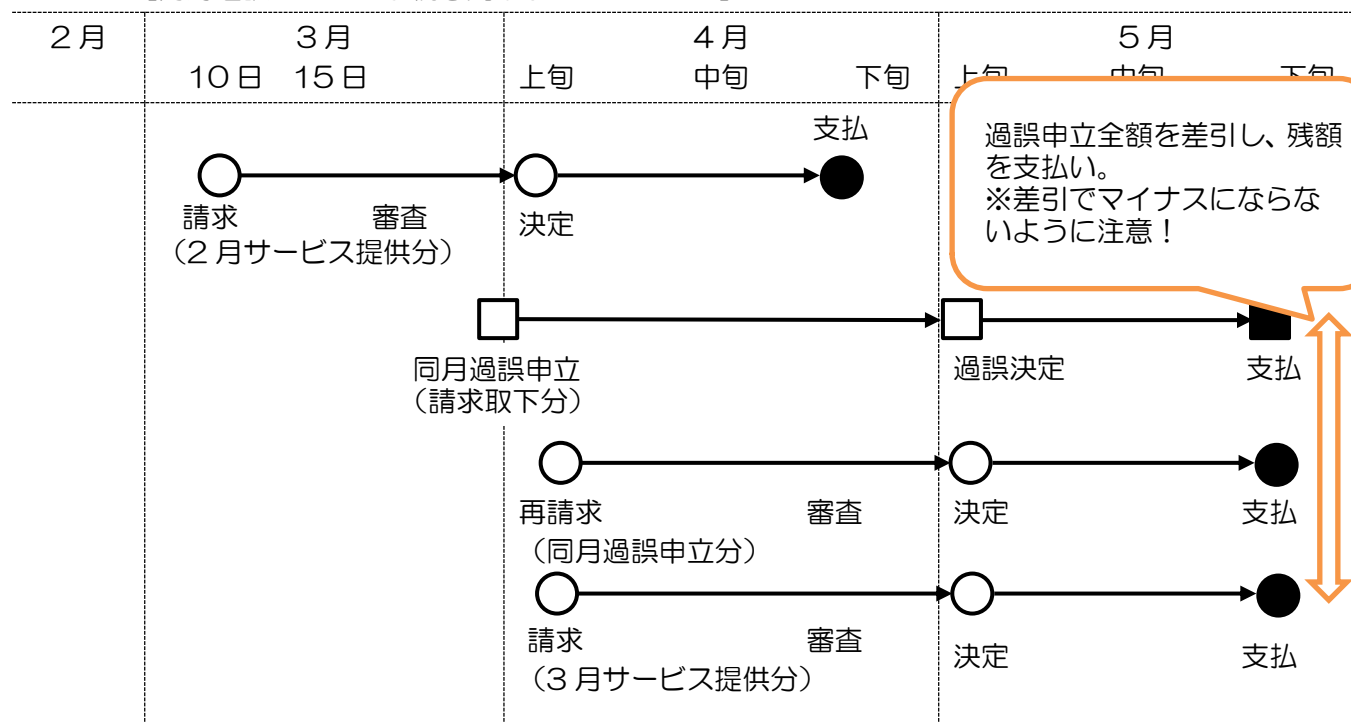 2月 3月 4月 5月
10日 15日 上旬 中旬 下旬 上旬 中旬 下旬
支払
過誤申立全額を差引し、残額
を支払い。
※差引でマイナスにならな
いように注意！
請求 審査 決定
（2月サービス提供分）
同月過誤申立 過誤決定 支払
（請求取下分）
再請求 審査 決定 支払
（同月過誤申立分）
請求 審査 決定 支払
（3月サービス提供分）